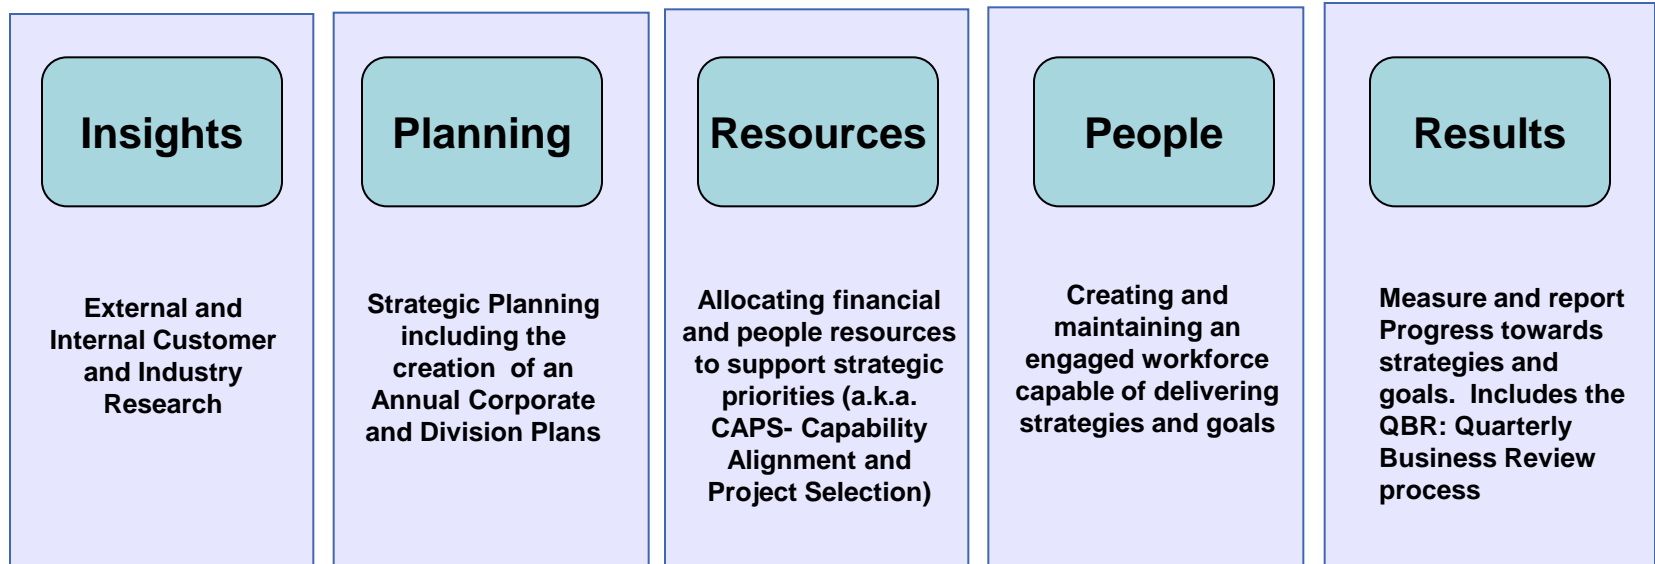 Insights
External and
Internal Customer
and Industry
Research
Planning
Strategic Planning
including the
creation  of an
Annual Corporate
and Division Plans
Resources
Allocating financial
and people resources
to support strategic
priorities (a.k.a.
CAPS- Capability
Alignment and
Project Selection)
People
Creating and
maintaining an
engaged workforce
capable of delivering
strategies and goals
Results
Measure and report
Progress towards
strategies and
goals.  Includes the
QBR: Quarterly
Business Review
process